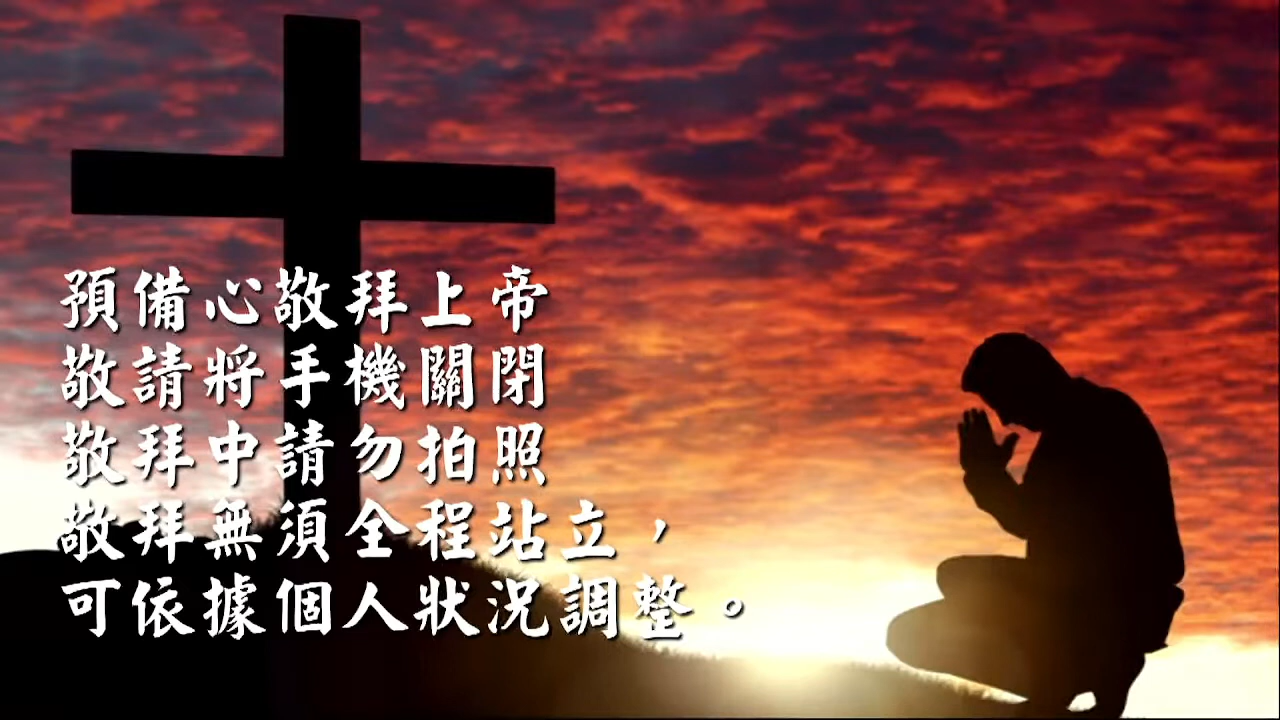 預備心敬拜上帝
敬請將手機關閉
敬拜中請勿拍照
敬拜無須全程站立，
可依據個人狀況調整。